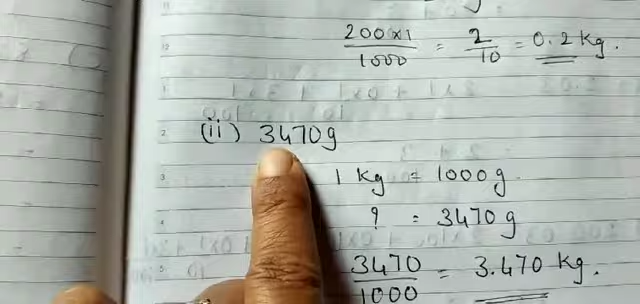 200×1/1000 = 2/10 = 0.2 Kg.
(ii) 3470g
1 Kg = 1000g.
? = 3470 g
3470/1000 = 3.470 Kg.